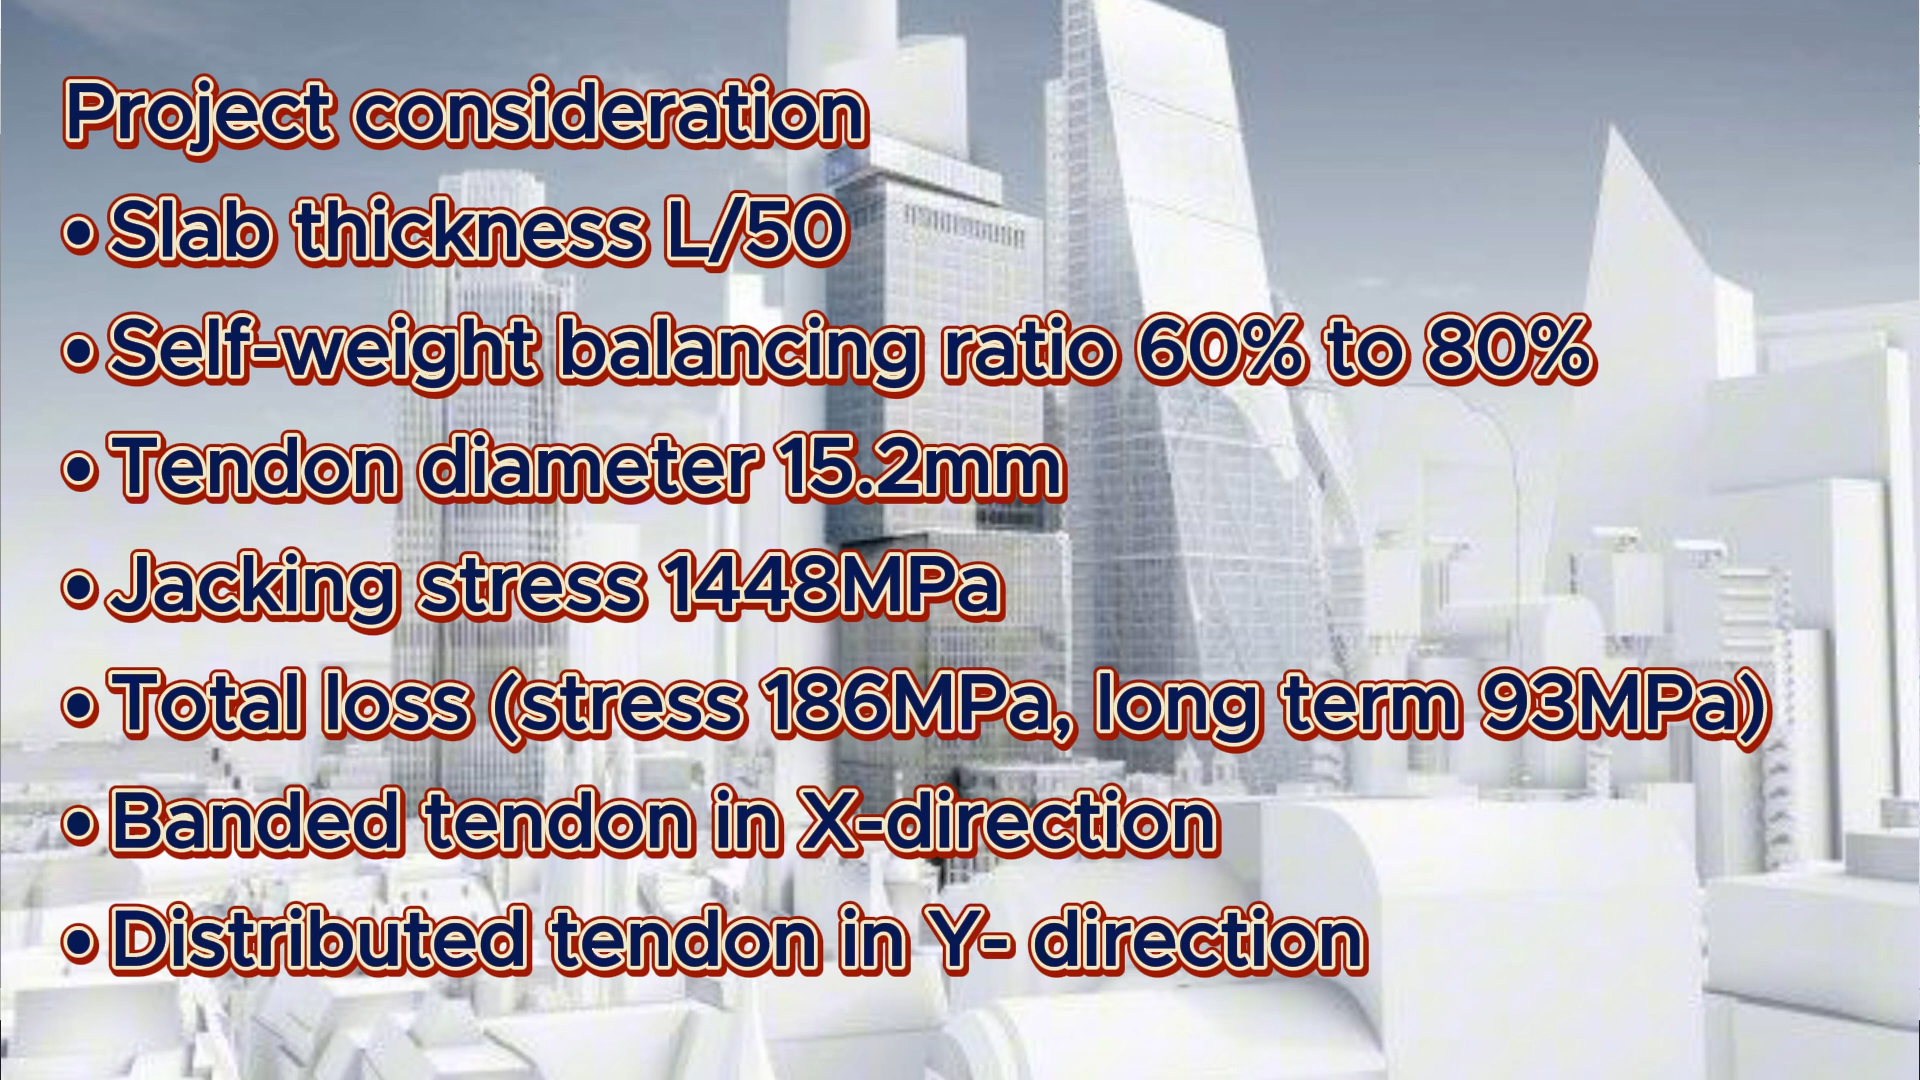 Project consideration
• Slab thickness L/50
• Self-weight balancing ratio 60% to 80%
• Tendon diameter 15.2mm
• Jacking stress 1448MPa
• Total loss (stress 186MPa, long term 93MPa)
• Banded tendon in X-direction
• Distributed tendon in Y- direction